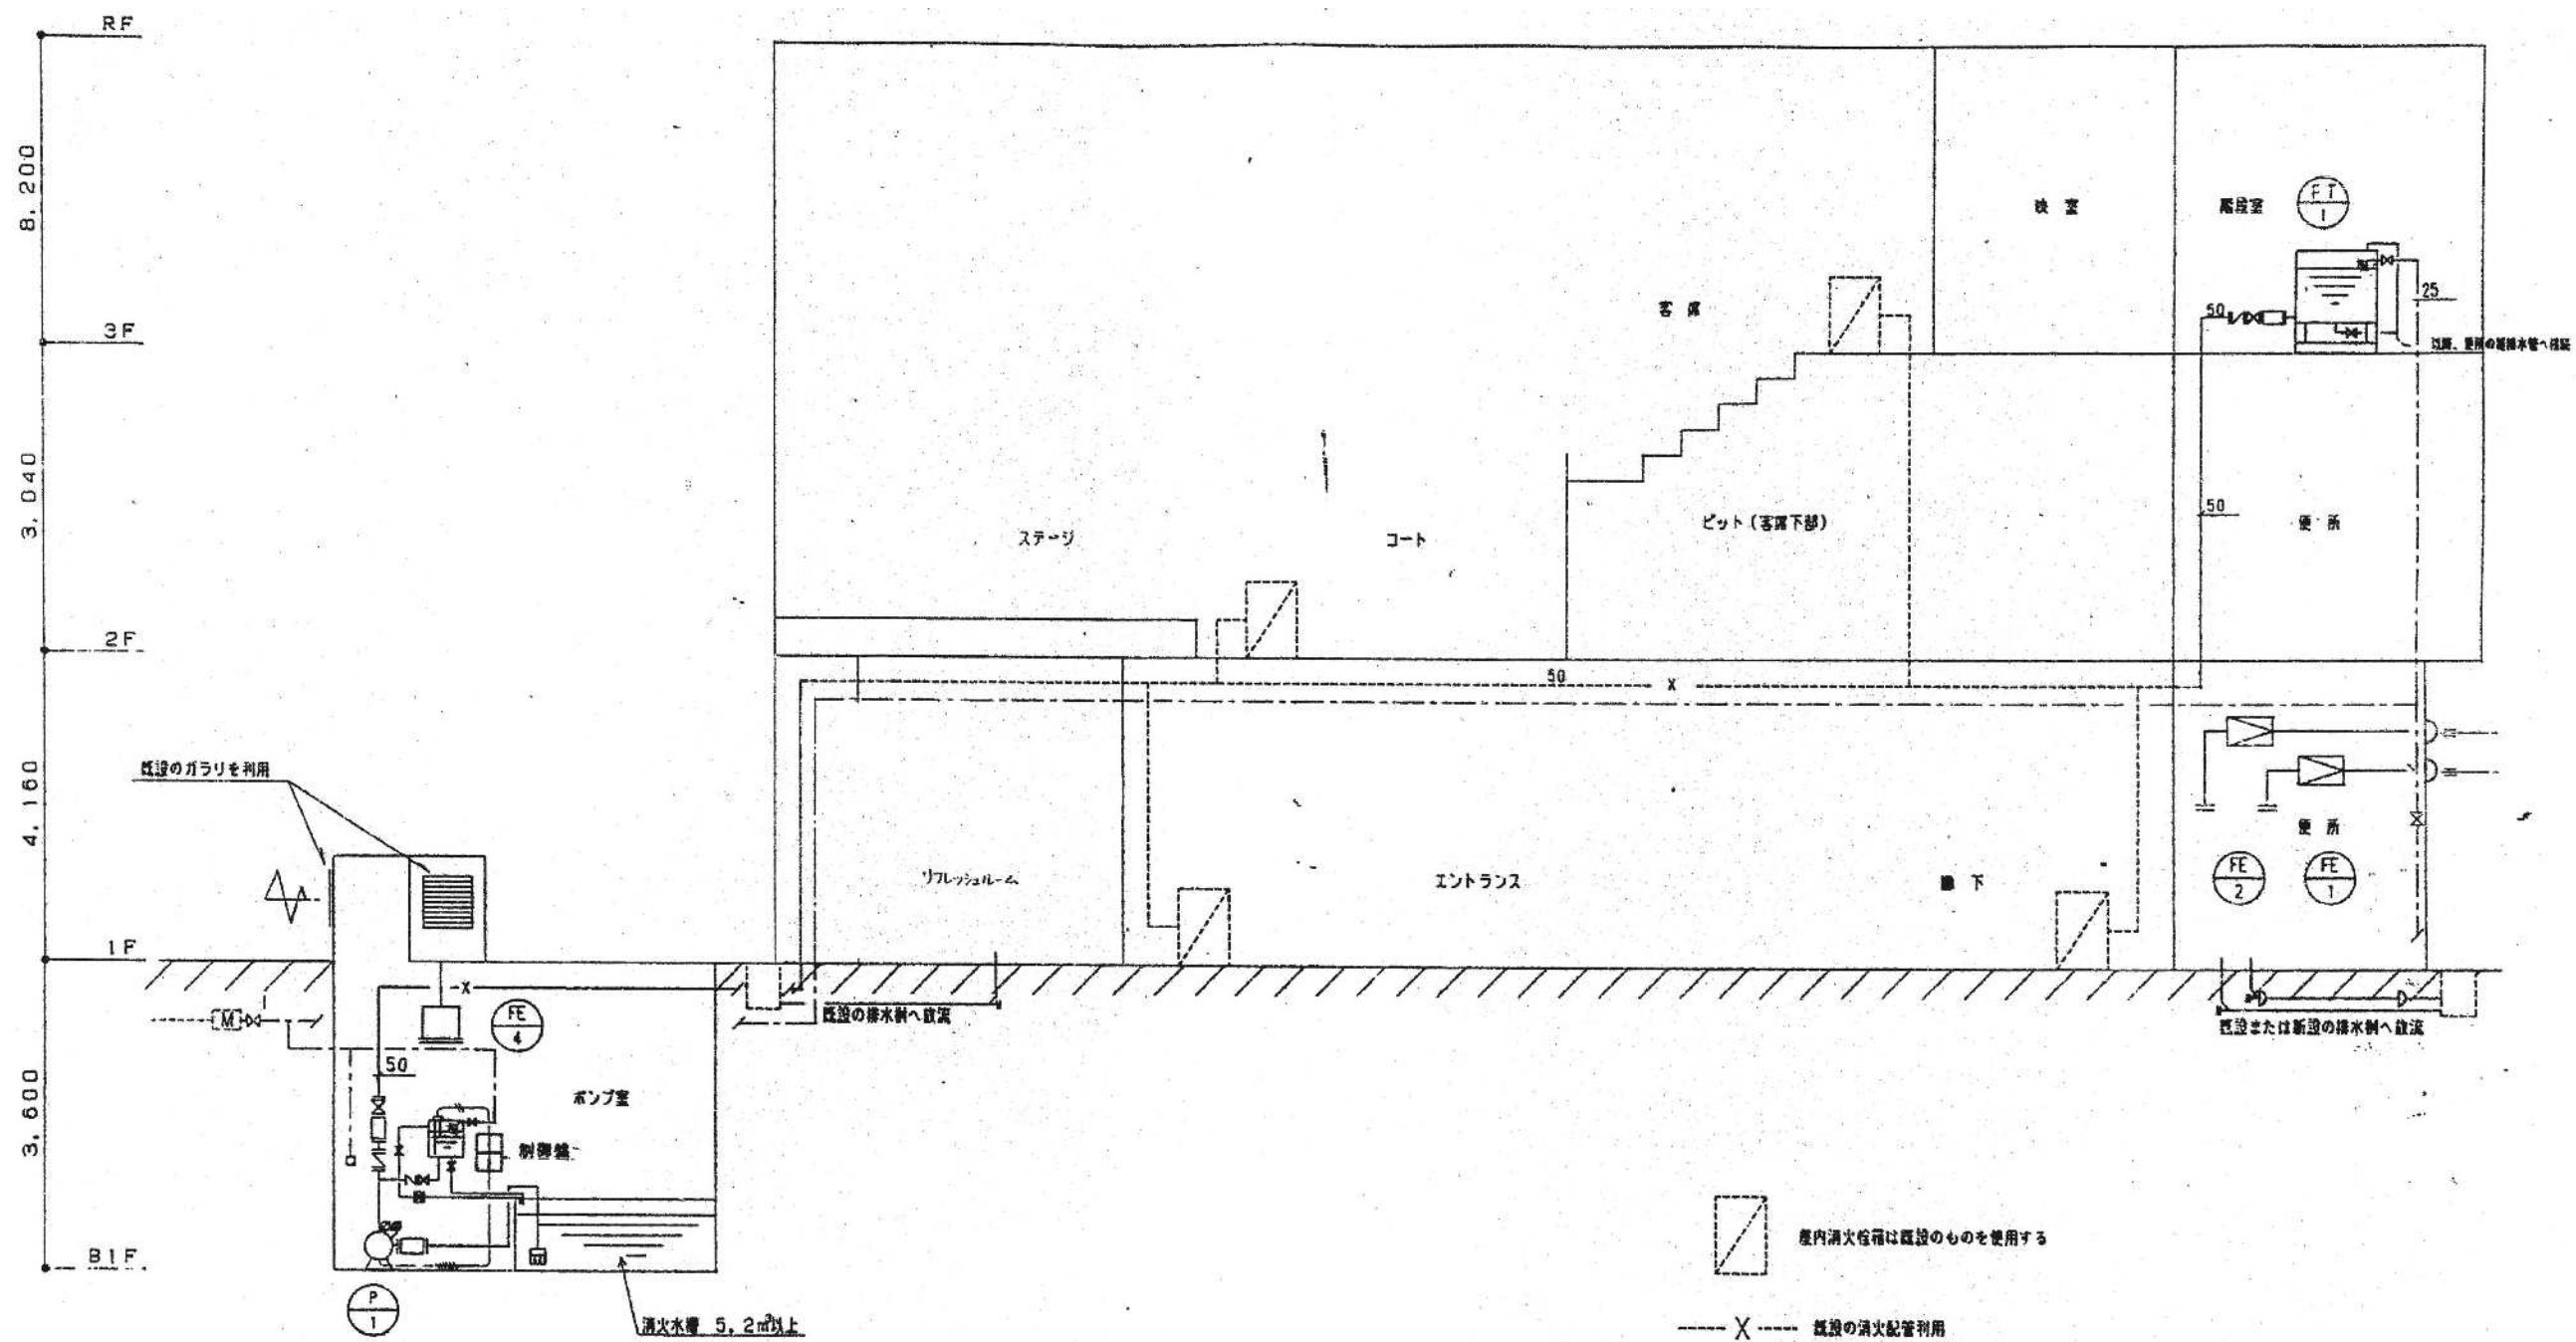 RF
8,200
3F
3,040
2F
4,160
1F
3,600
B1F
映 室
階段室
FT
1
客 席
50
25
ステージ
コート
ピット(客席下部)
50
便 所
50
X
既設のガラリを利用
リフレッシュルーム
エントランス
廊 下
便 所
FE
2
FE
1
X
M
FE
4
既設の排水桝へ放流
既設または新設の排水桝へ放流
50
ポンプ室
制御盤
P
1
消火水槽 5,2m³以上
屋内消火栓箱は既設のものを使用する
X 既設の消火配管利用